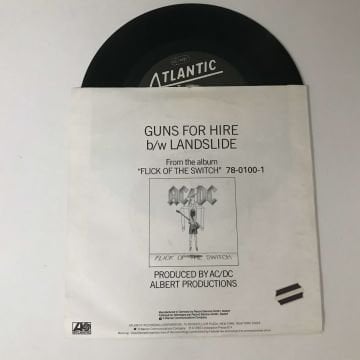 ATLANTIC
GUNS FOR HIRE
b/w LANDSLIDE
From the album
"FLICK OF THE SWITCH" 78-0100-1
AC/DC
FLICK OF THE SWITCH
PRODUCED BY AC/DC
ALBERT PRODUCTIONS